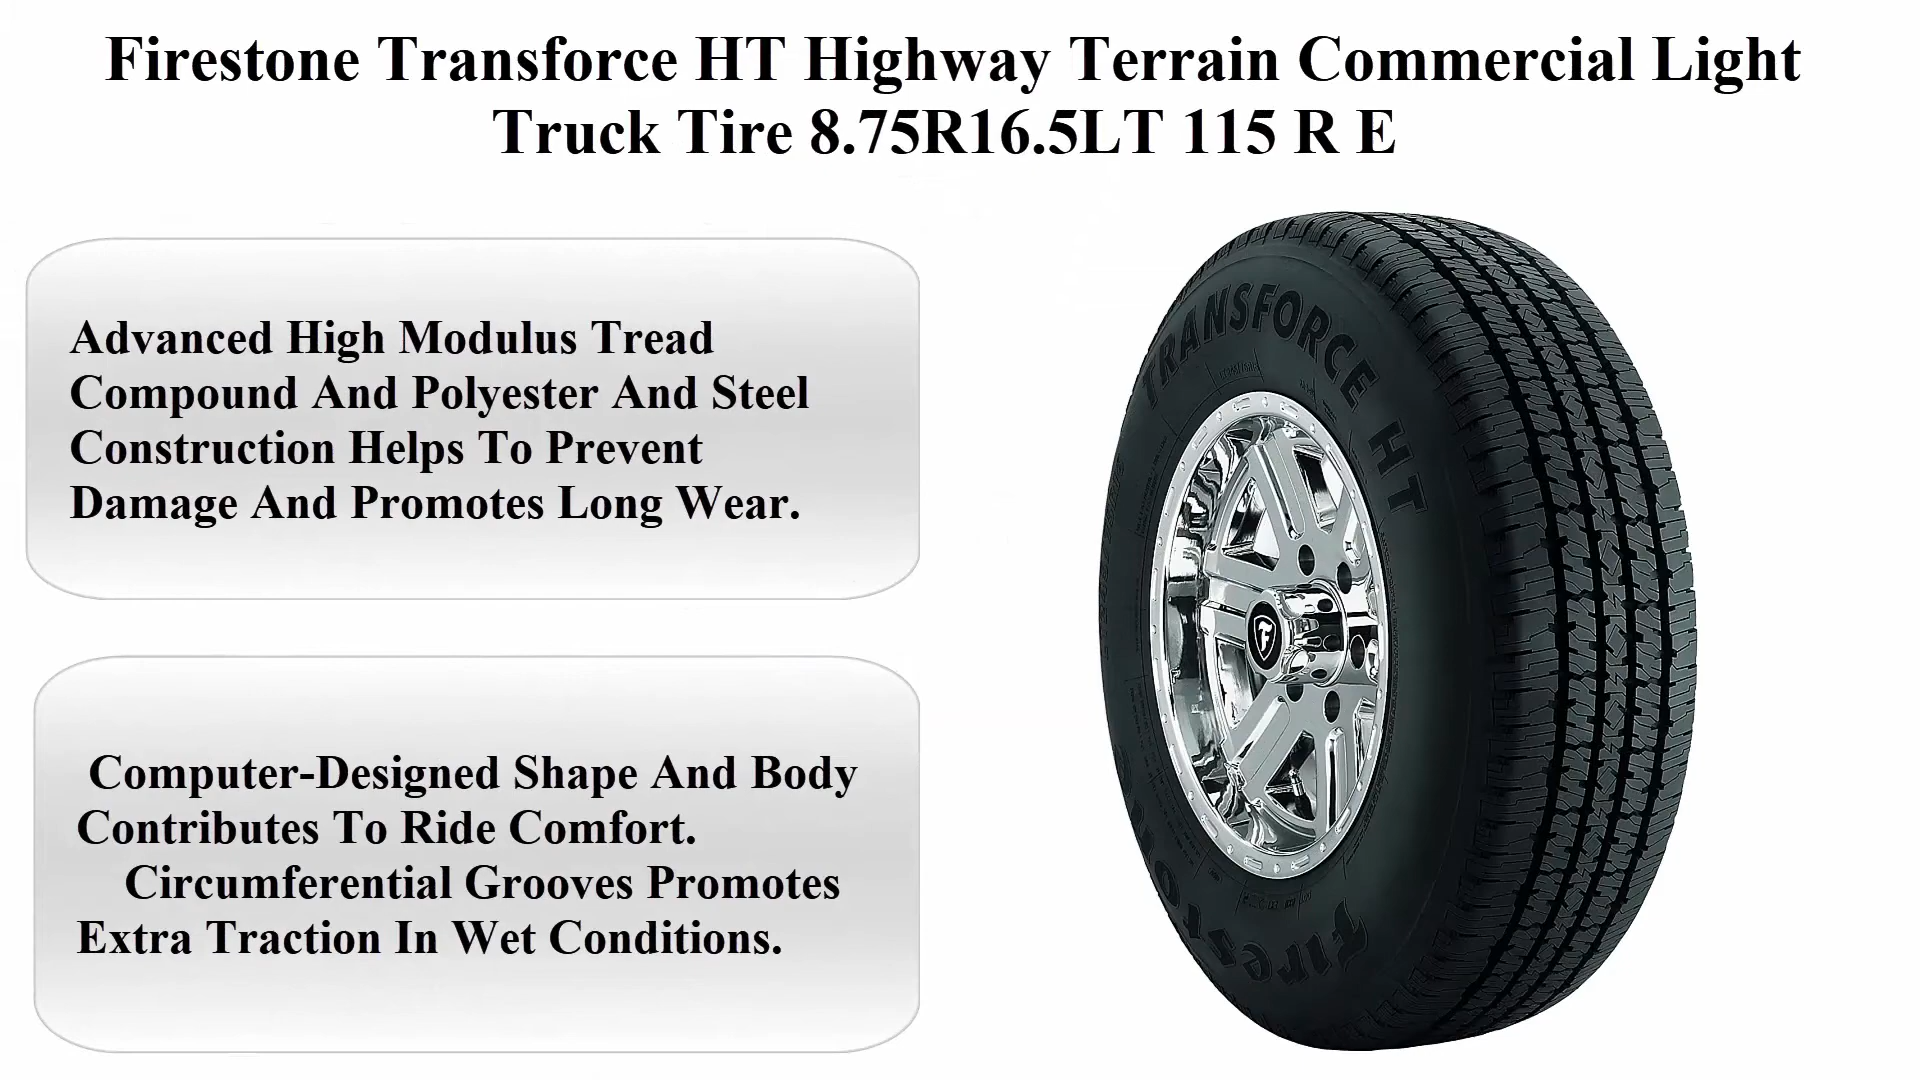 Firestone Transforce HT Highway Terrain Commercial Light
Truck Tire 8.75R16.5LT 115 R E
Advanced High Modulus Tread
Compound And Polyester And Steel
Construction Helps To Prevent
Damage And Promotes Long Wear.
Computer-Designed Shape And Body
Contributes To Ride Comfort.
Circumferential Grooves Promotes
Extra Traction In Wet Conditions.
TRANSFORCE HT
F
Firestone